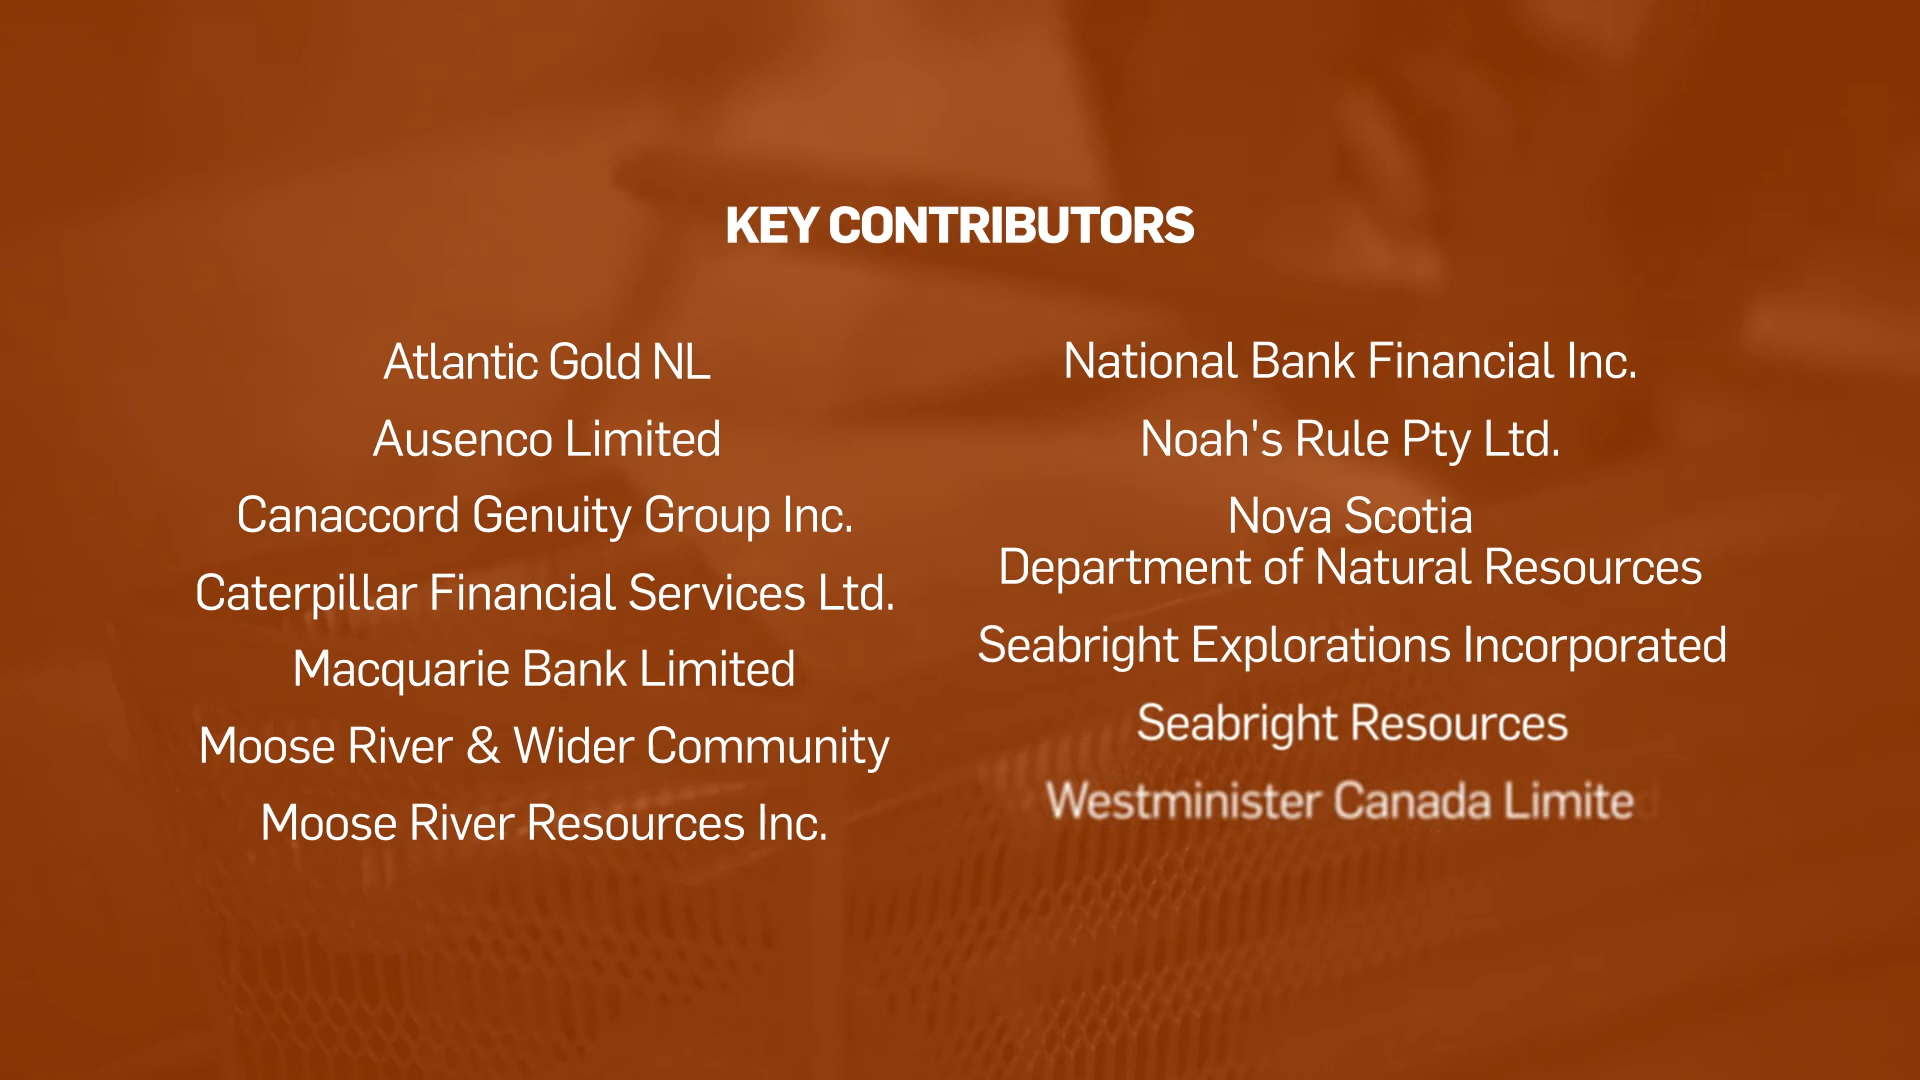 KEY CONTRIBUTORS
Atlantic Gold NL
Ausenco Limited
Canaccord Genuity Group Inc.
Caterpillar Financial Services Ltd.
Macquarie Bank Limited
Moose River & Wider Community
Moose River Resources Inc.
National Bank Financial Inc.
Noah's Rule Pty Ltd.
Nova Scotia
Department of Natural Resources
Seabright Explorations Incorporated
Seabright Resources
Westminister Canada Limited